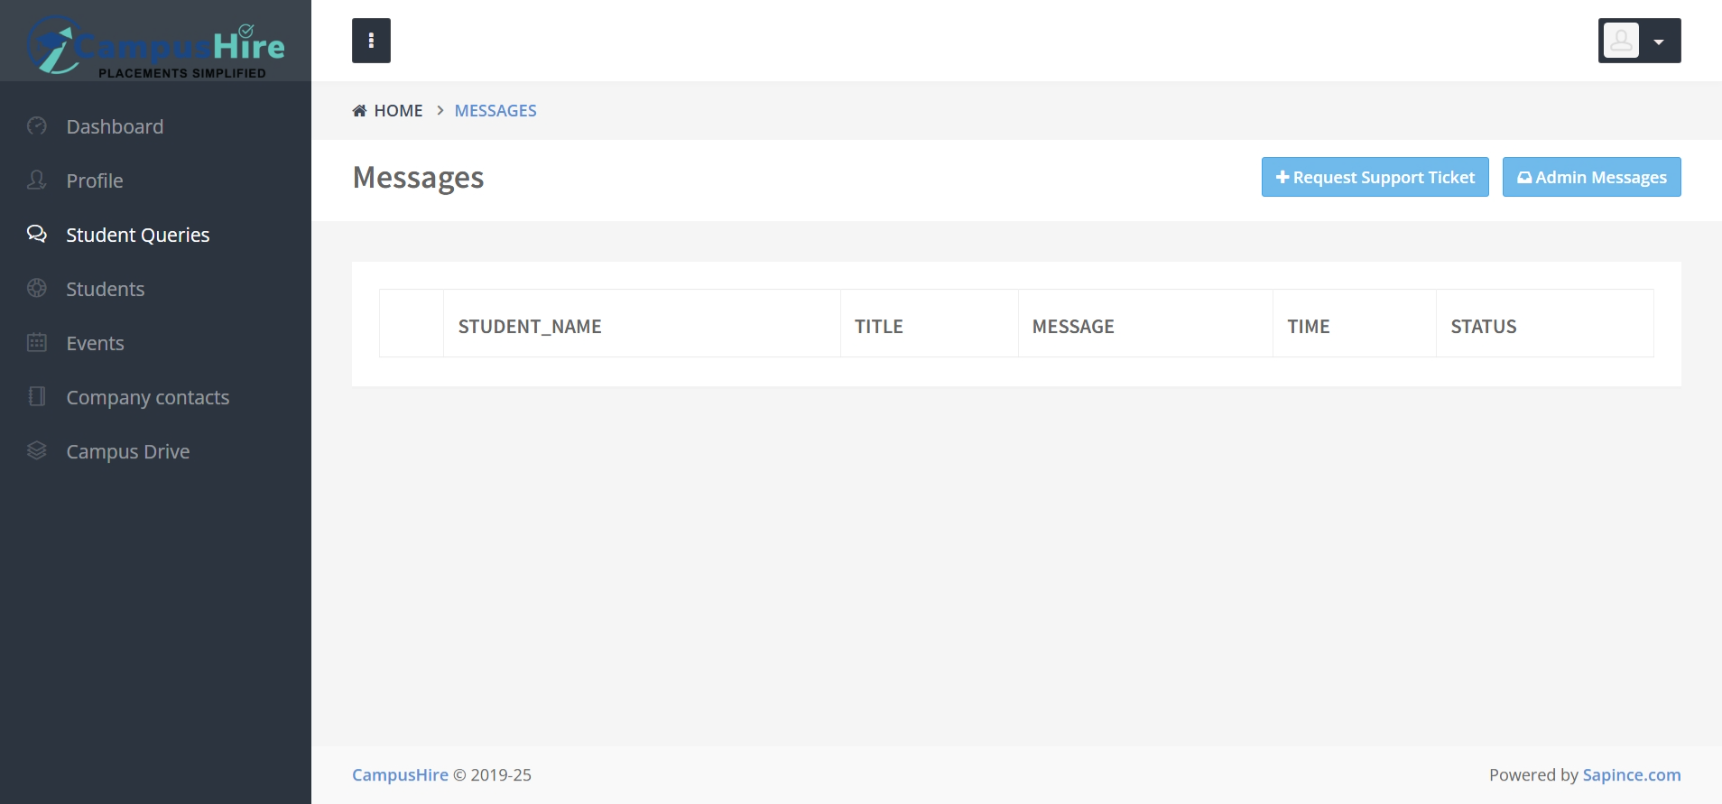 CampusHire
PLACEMENTS SIMPLIFIED
Dashboard
Profile
Student Queries
Students
Events
Company contacts
Campus Drive
HOME > MESSAGES
Messages
Request Support Ticket
Admin Messages
STUDENT_NAME TITLE MESSAGE TIME STATUS
CampusHire © 2019-25
Powered by Sapince.com